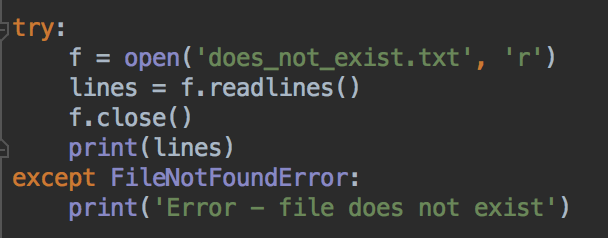 try:
    f = open('does_not_exist.txt', 'r')
    lines = f.readlines()
    f.close()
    print(lines)
except FileNotFoundError:
    print('Error - file does not exist')